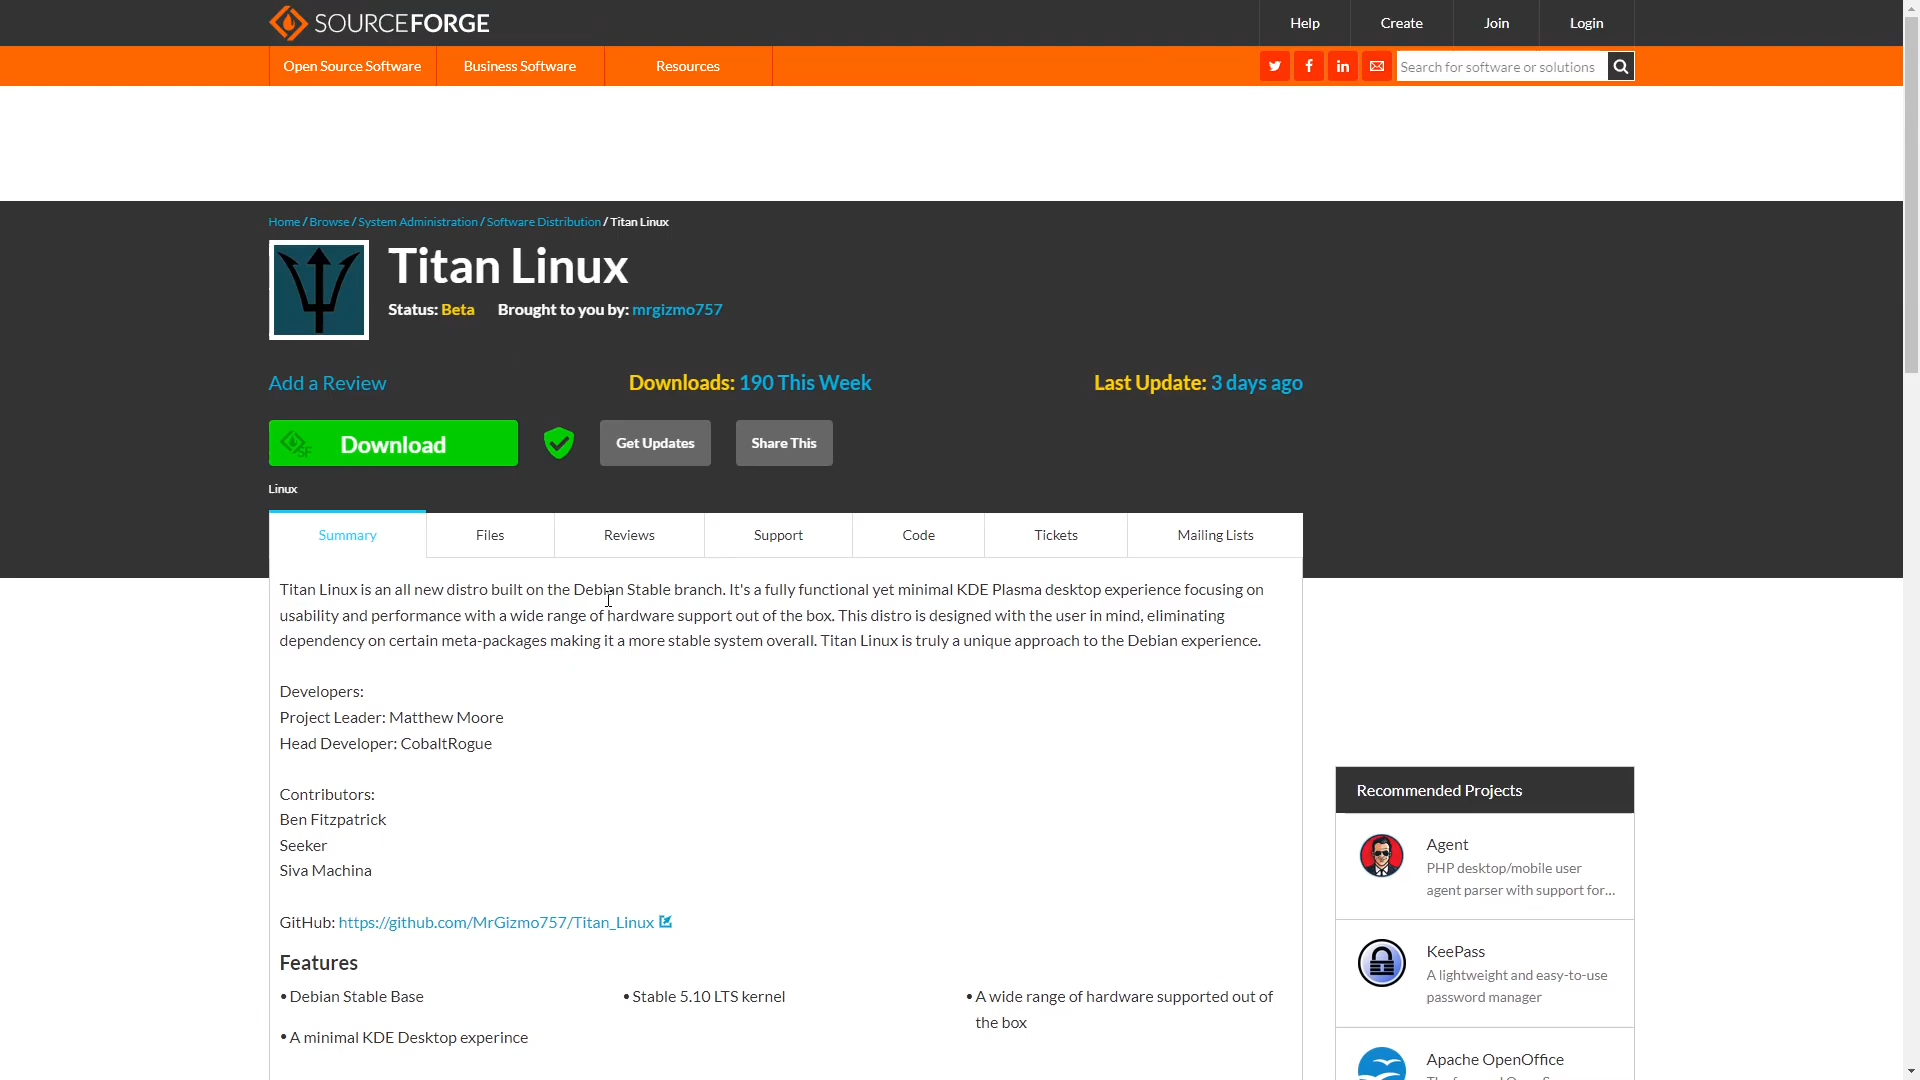 SOURCEFORGE
Help
Create
Join
Login
Open Source Software
Business Software
Resources
Search for software or solutions
Home / Browse / System Administration / Software Distribution / Titan Linux
Titan Linux
Status: Beta
Brought to you by: mrgizmo757
Add a Review
Downloads: 190 This Week
Last Update: 3 days ago
SF
Download
Get Updates
Share This
Linux
Summary
Files
Reviews
Support
Code
Tickets
Mailing Lists
Titan Linux is an all new distro built on the Debian Stable branch. It's a fully functional yet minimal KDE Plasma desktop experience focusing on
usability and performance with a wide range of hardware support out of the box. This distro is designed with the user in mind, eliminating
dependency on certain meta-packages making it a more stable system overall. Titan Linux is truly a unique approach to the Debian experience.
Developers:
Project Leader: Matthew Moore
Head Developer: CobaltRogue
Contributors:
Ben Fitzpatrick
Seeker
Siva Machina
GitHub: https://github.com/MrGizmo757/Titan_Linux
Features
• Debian Stable Base
• Stable 5.10 LTS kernel
• A wide range of hardware supported out of
the box
• A minimal KDE Desktop experince
Recommended Projects
Agent
PHP desktop/mobile user
agent parser with support for...
KeePass
A lightweight and easy-to-use
password manager
Apache OpenOffice